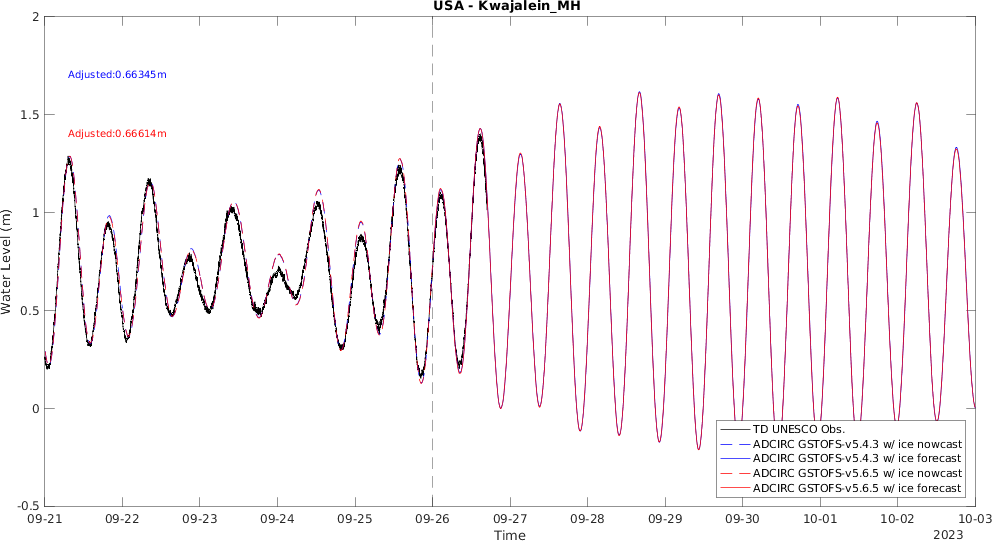 USA - Kwajalein_MH
2
1.5
1
0.5
0
-0.5
Water Level (m)
Adjusted:0.66345m
Adjusted:0.66614m
TD UNESCO Obs.
ADCIRC GSTOFS-v5.4.3 w/ ice nowcast
ADCIRC GSTOFS-v5.4.3 w/ ice forecast
ADCIRC GSTOFS-v5.6.5 w/ ice nowcast
ADCIRC GSTOFS-v5.6.5 w/ ice forecast
09-21 09-22 09-23 09-24 09-25 09-26 09-27 09-28 09-29 09-30 10-01 10-02 10-03
Time
2023